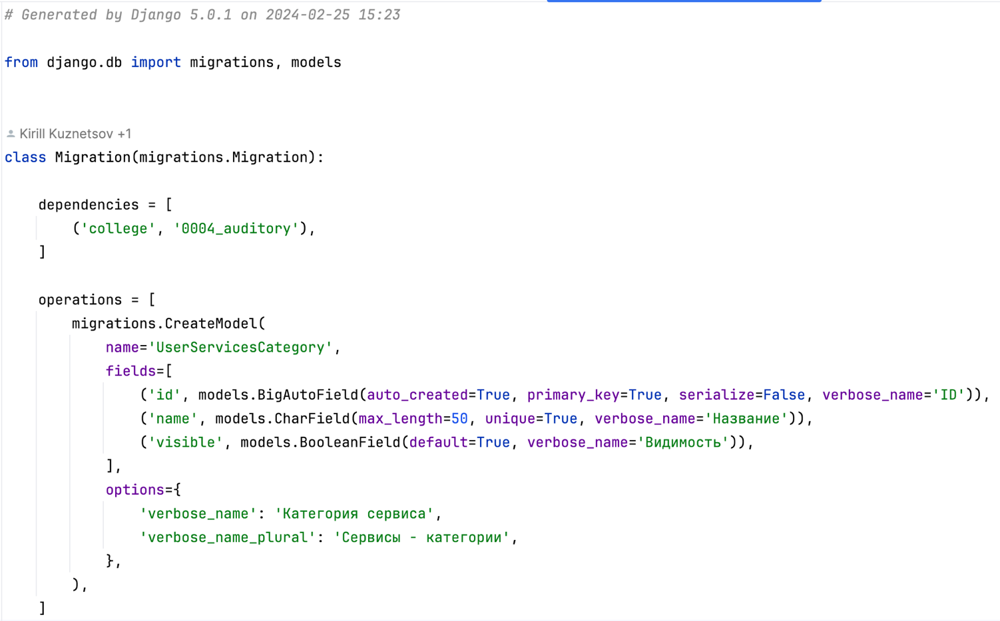 # Generated by Django 5.0.1 on 2024-02-25 15:23
from django.db import migrations, models
Kirill Kuznetsov +1
class Migration(migrations.Migration):
dependencies = [
('college', '0004_auditory'),
]
operations = [
migrations.CreateModel(
name='UserServicesCategory',
fields=[
('id', models.BigAutoField(auto_created=True, primary_key=True, serialize=False, verbose_name='ID')),
('name', models.CharField(max_length=50, unique=True, verbose_name='Название')),
('visible', models.BooleanField(default=True, verbose_name='Видимость')),
],
options={
'verbose_name': 'Категория сервиса',
'verbose_name_plural': 'Сервисы - категории',
},
),
]